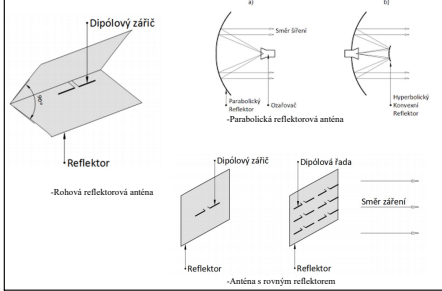 Dipólový zářič
90°
Reflektor
-Rohová reflektorová anténa
a)
b)
Směr šíření
Parabolický
Reflektor
Ozařovač
Hyperbolický
Konvexní
Reflektor
-Parabolická reflektorová anténa
Dipólový zářič
Dipólová řada
Směr záření
Reflektor
Reflektor
-Anténa s rovným reflektorem